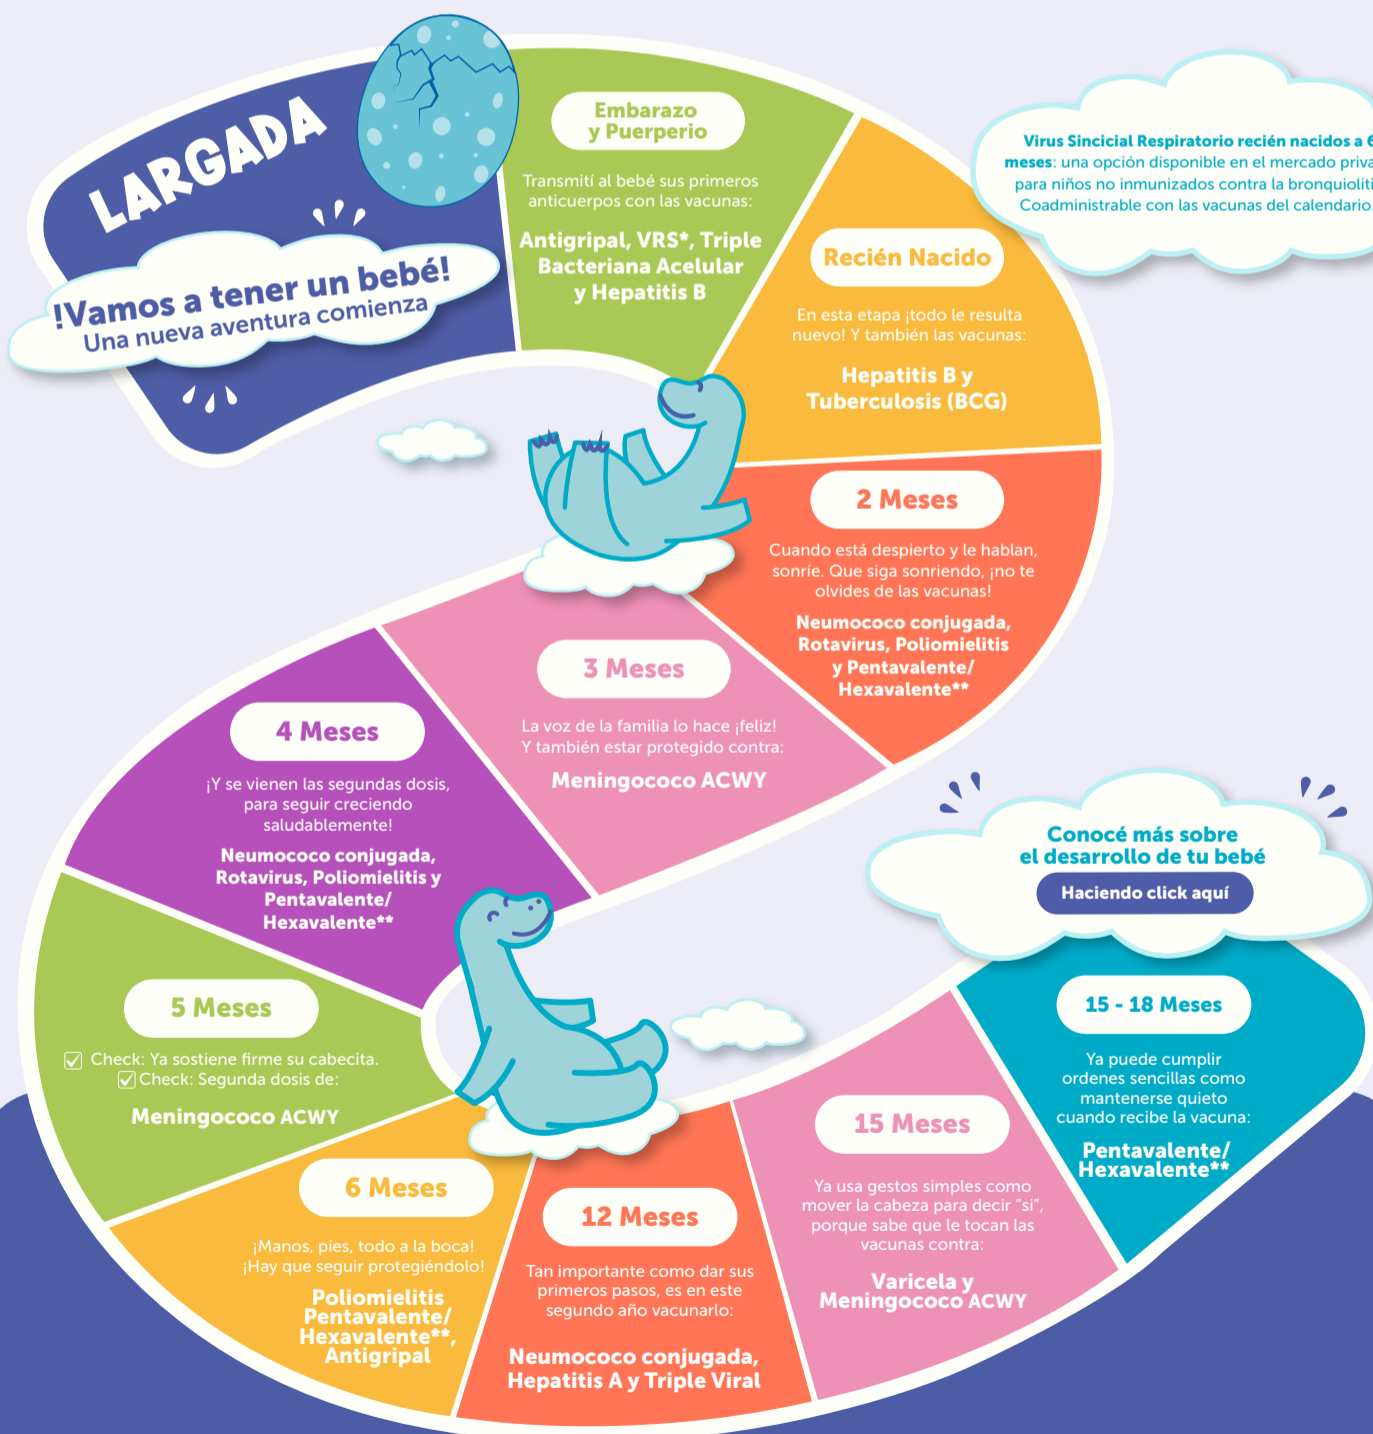 LARGADA
!Vamos a tener un bebé!
Una nueva aventura comienza
Embarazo
y Puerperio
Transmití al bebé sus primeros
anticuerpos con las vacunas:
Antigripal, VRS*, Triple
Bacteriana Acelular
y Hepatitis B
Virus Sincicial Respiratorio recién nacidos a 6
meses: una opción disponible en el mercado
para niños no inmunizados contra la
Coadministrable con las vacunas del calendario.
Recién Nacido
En esta etapa ¡todo le resulta
nuevo! Y también las vacunas:
Hepatitis B y
Tuberculosis (BCG)
2 Meses
Cuando está despierto y le hablan,
sonríe. Que siga sonriendo, ¡no te
olvides de las vacunas!
Neumococo conjugada,
Rotavirus, Poliomielitis
y Pentavalente/
Hexavalente**
3 Meses
La voz de la familia lo hace ¡feliz!
Y también estar protegido contra:
Meningococo ACWY
4 Meses
¡Y se vienen las segundas dosis,
para seguir creciendo
saludablemente!
Neumococo conjugada,
Rotavirus, Poliomielitis y
Pentavalente/
Hexavalente**
5 Meses
Check: Ya sostiene firme su cabecita.
Check: Segunda dosis de:
Meningococo ACWY
6 Meses
¡Manos, pies, todo a la boca!
¡Hay que seguir protegiéndolo!
Poliomielitis
Pentavalente/
Hexavalente**,
Antigripal
12 Meses
Tan importante como dar sus
primeros pasos, es en este
segundo año vacunarlo:
Neumococo conjugada,
Hepatitis A y Triple Viral
15 Meses
Ya usa gestos simples como
mover la cabeza para decir "si",
porque sabe que le tocan las
vacunas contra:
Varicela y
Meningococo ACWY
15 - 18 Meses
Ya puede cumplir
ordenes sencillas como
mantenerse quieto
cuando recibe la vacuna:
Pentavalente/
Hexavalente**
Conocé más sobre
el desarrollo de tu bebé
Haciendo click aquí